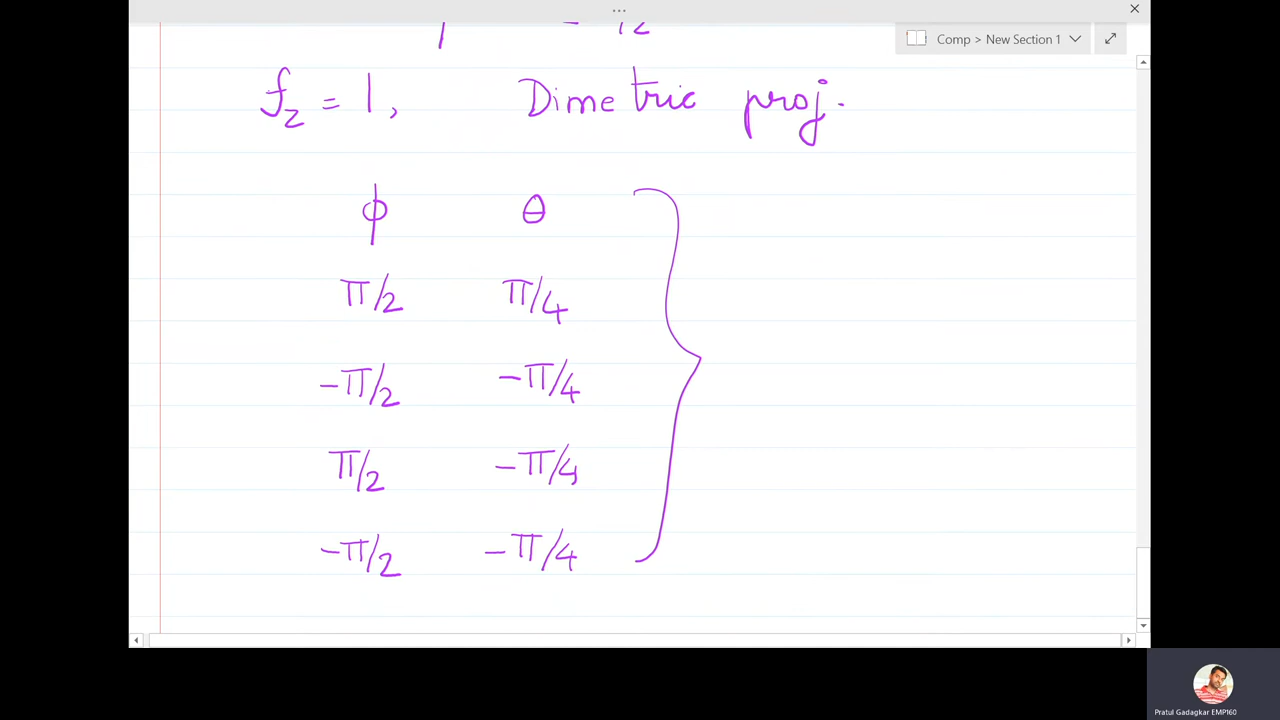 Comp > New Section 1
f_z = 1, Dimetric proj.
ϕ θ
π/2 π/4
-π/2 -π/4
π/2 -π/4
-π/2 -π/4
Pratul Gadagkar EMP160